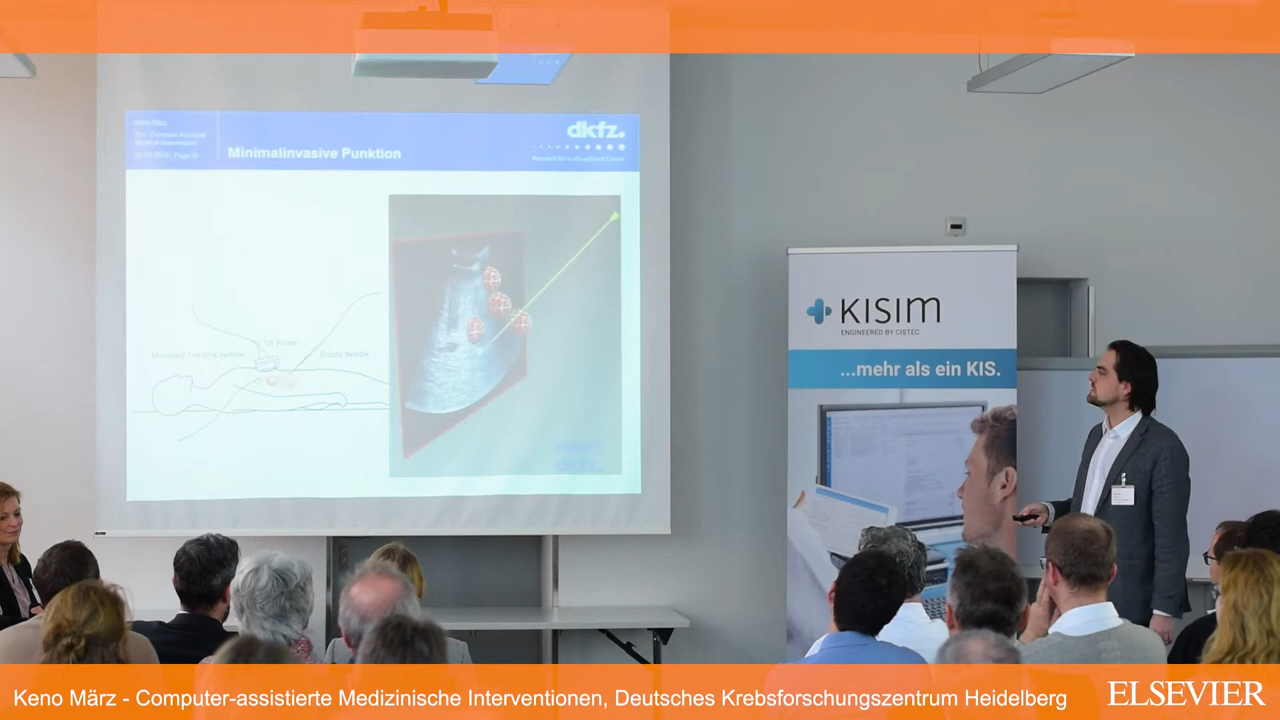 dkfz.
Minimalinvasive Punktion
US Probe
Biopsy Needle
KISIM
ENGINEERED BY CISTEC
...mehr als ein KIS.
Keno März - Computer-assistierte Medizinische Interventionen, Deutsches Krebsforschungszentrum Heidelberg
ELSEVIER